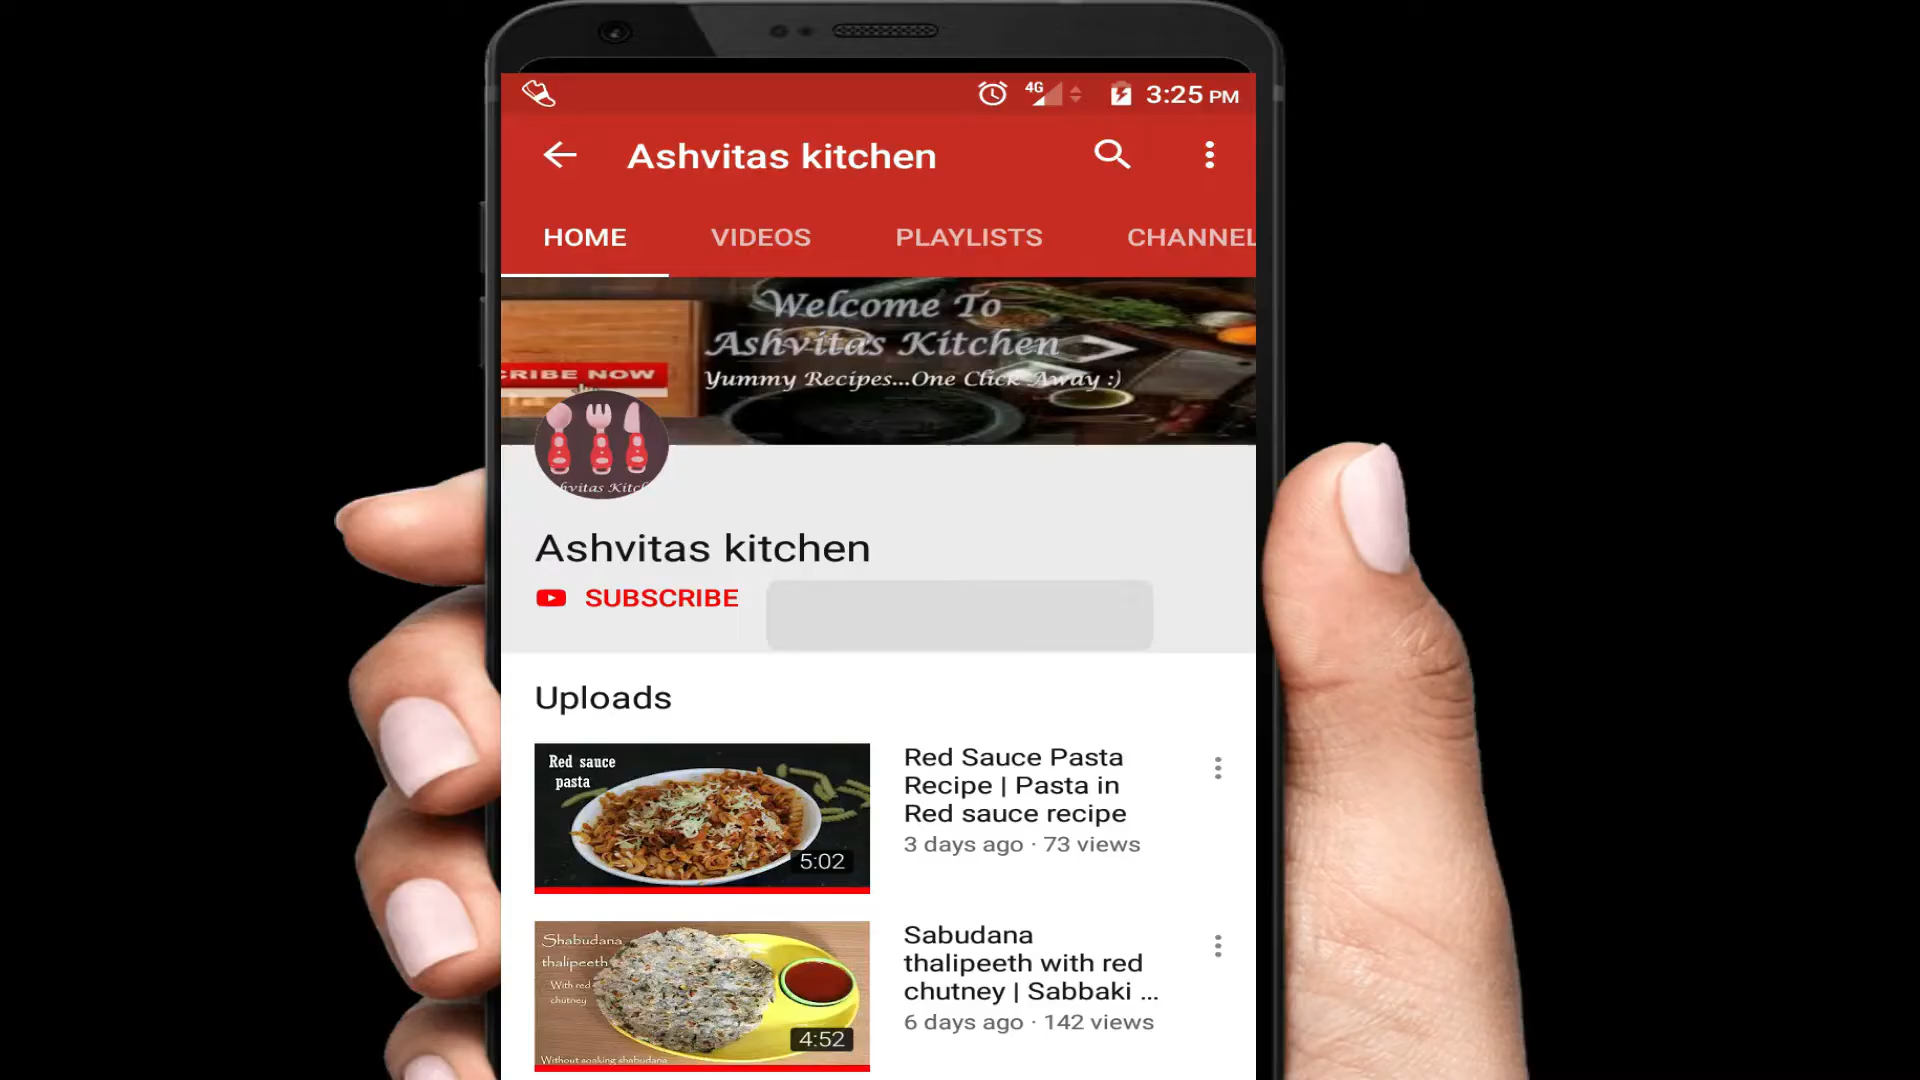 4G
3:25 PM
Ashvitas kitchen
HOME VIDEOS PLAYLISTS CHANNEL
Welcome To
Ashvitas Kitchen
Yummy Recipes...One Click Away :)
CRIBE NOW
hvitas Kitc
Ashvitas kitchen
SUBSCRIBE
Uploads
Red sauce
pasta
5:02
Red Sauce Pasta
Recipe | Pasta in
Red sauce recipe
3 days ago · 73 views
Shabudana
thalipeeth
With red
chutney
Without soaking shabudana
4:52
Sabudana
thalipeeth with red
chutney | Sabbaki ...
6 days ago · 142 views